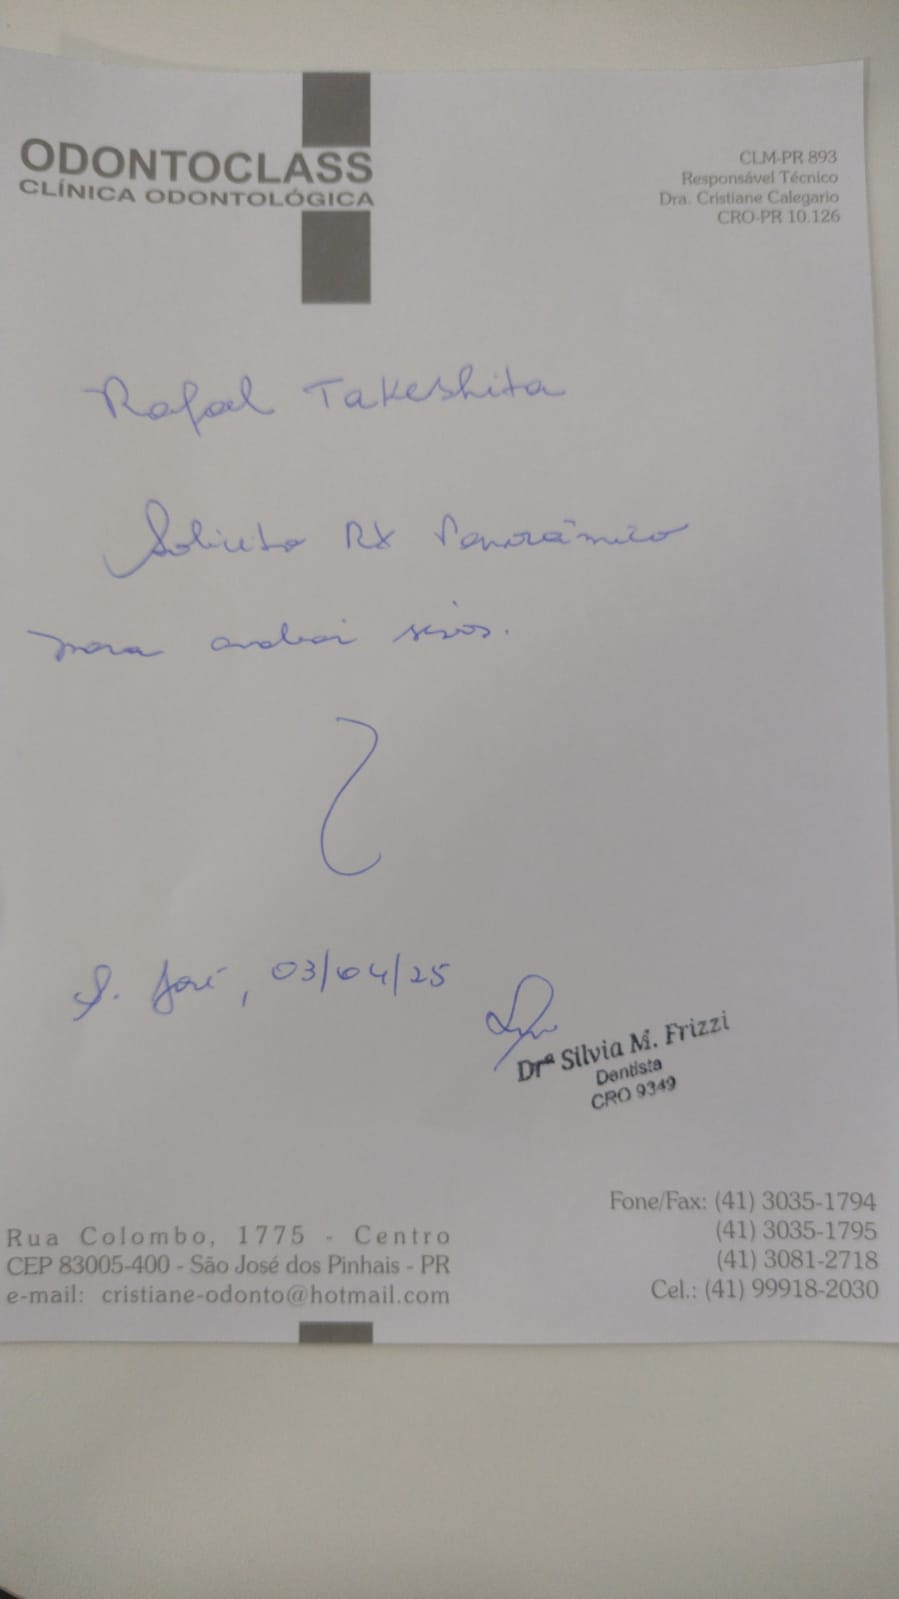 ODONTOCLASS
CLÍNICA ODONTOLÓGICA
CLM-PR 893
Responsável Técnico
Dra. Cristiane Calegario
CRO-PR 10.126
Rafael Takeshita
Solicito RX Panorâmico
para avaliar sisos.
S. José, 03/04/25
Drª Silvia M. Frizzi
Dentista
CRO 9349
Rua Colombo, 1775 - Centro
CEP 83005-400 - São José dos Pinhais - PR
e-mail: cristiane-odonto@hotmail.com
Fone/Fax: (41) 3035-1794
(41) 3035-1795
(41) 3081-2718
Cel.: (41) 99918-2030